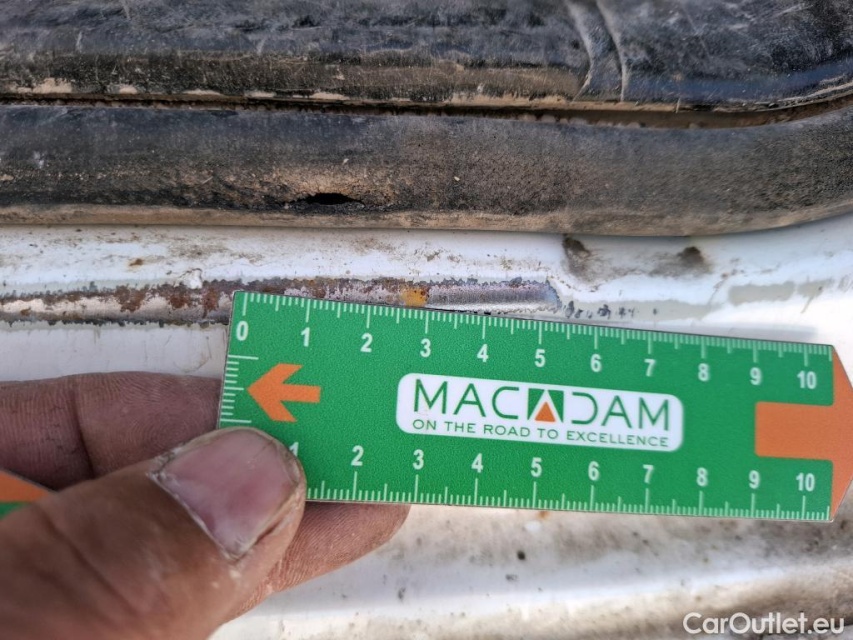 0 1 2 3 4 5 6 7 8 9 10
MACADAM
ON THE ROAD TO EXCELLENCE
1 2 3 4 5 6 7 8 9 10
CarOutlet.eu